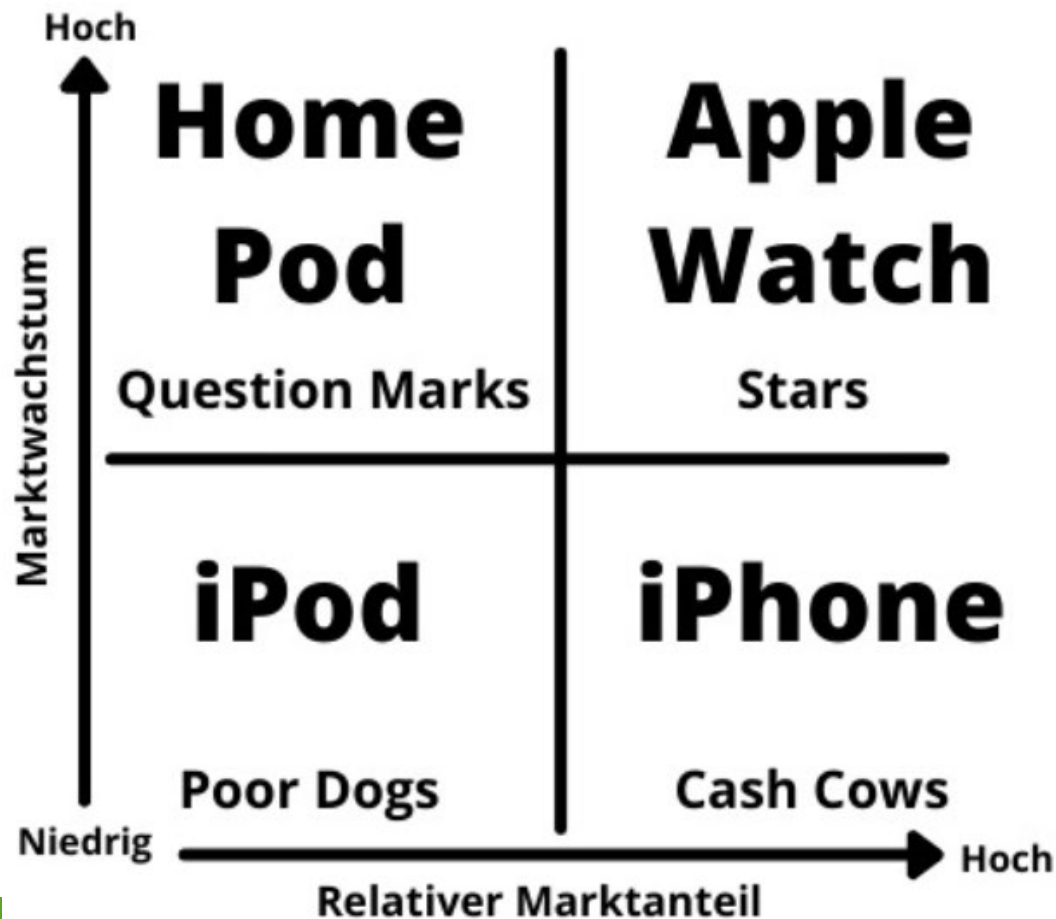 Hoch
Home
Pod
Question Marks
Apple
Watch
Stars
Marktwachstum
iPod
Poor Dogs
iPhone
Cash Cows
Niedrig
Hoch
Relativer Marktanteil